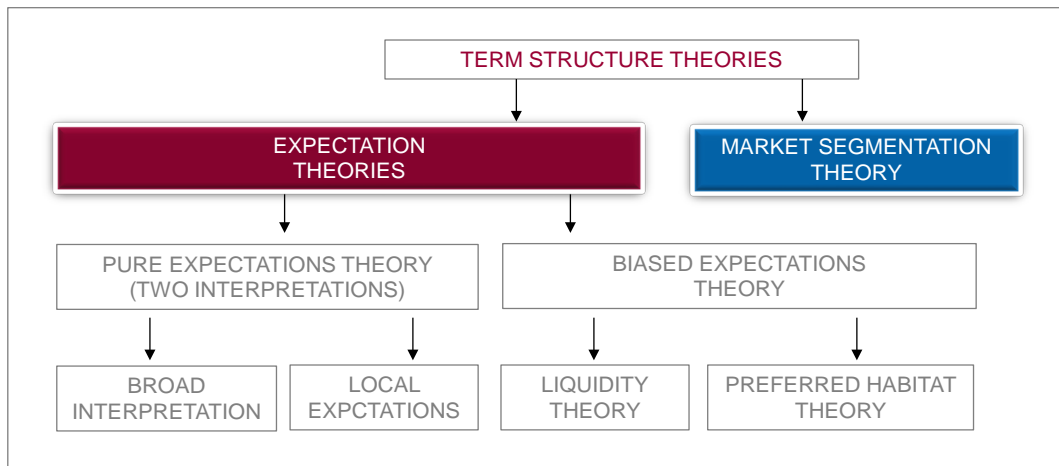 TERM STRUCTURE THEORIES
EXPECTATION
THEORIES
MARKET SEGMENTATION
THEORY
PURE EXPECTATIONS THEORY
(TWO INTERPRETATIONS)
BIASED EXPECTATIONS
THEORY
BROAD
INTERPRETATION
LOCAL
EXPCTATIONS
LIQUIDITY
THEORY
PREFERRED HABITAT
THEORY